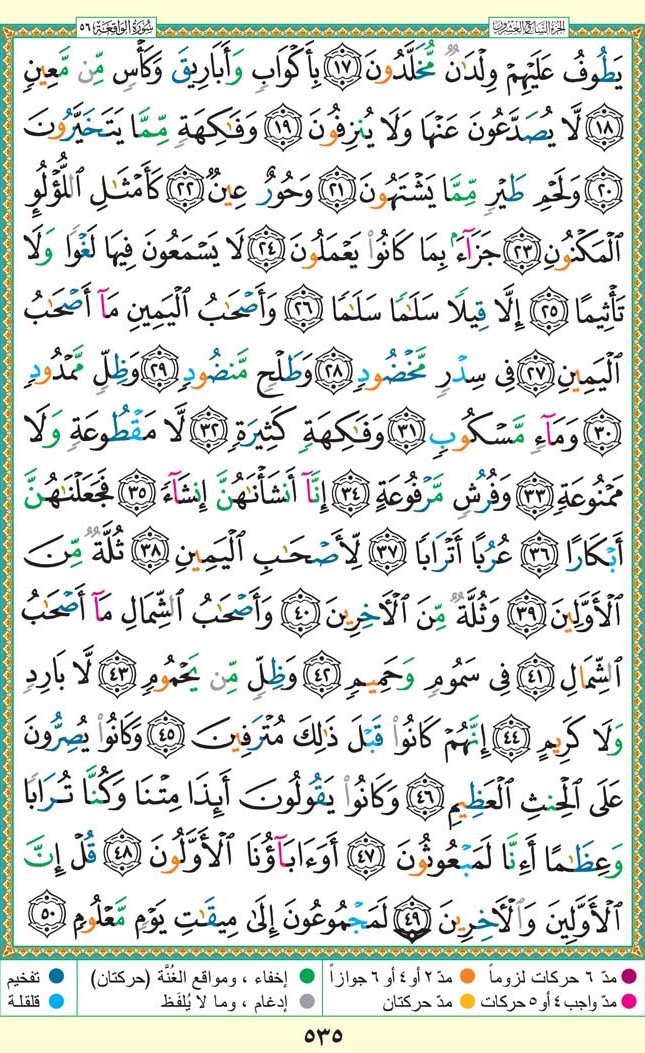 سُورَةُ الوَاقِعَة ٥٦
الجزء السابع والعشرون
يَطُوفُ عَلَيْهِمْ وِلْدَٰنٌ مُّخَلَّدُونَ ١٧ بِأَكْوَابٍ وَأَبَارِيقَ وَكَأْسٍ مِّن مَّعِينٍ
١٨ لَّا يُصَدَّعُونَ عَنْهَا وَلَا يُنزِفُونَ ١٩ وَفَٰكِهَةٍ مِّمَّا يَتَخَيَّرُونَ
٢٠ وَلَحْمِ طَيْرٍ مِّمَّا يَشْتَهُونَ ٢١ وَحُورٌ عِينٌ ٢٢ كَأَمْثَٰلِ ٱللُّؤْلُوِٕ
ٱلْمَكْنُونِ ٢٣ جَزَآءًۢ بِمَا كَانُوا۟ يَعْمَلُونَ ٢٤ لَا يَسْمَعُونَ فِيهَا لَغْوًا وَلَا
تَأْثِيمًا ٢٥ إِلَّا قِيلًا سَلَٰمًا سَلَٰمًا ٢٦ وَأَصْحَٰبُ ٱلْيَمِينِ مَآ أَصْحَٰبُ
ٱلْيَمِينِ ٢٧ فِى سِدْرٍ مَّخْضُودٍ ٢٨ وَطَلْحٍ مَّنضُودٍ ٢٩ وَظِلٍّ مَّمْدُودٍ
٣٠ وَمَآءٍ مَّسْكُوبٍ ٣١ وَفَٰكِهَةٍ كَثِيرَةٍ ٣٢ لَّا مَقْطُوعَةٍ وَلَا
مَمْنُوعَةٍ ٣٣ وَفُرُشٍ مَّرْفُوعَةٍ ٣٤ إِنَّآ أَنشَأْنَٰهُنَّ إِنشَآءً ٣٥ فَجَعَلْنَٰهُنَّ
أَبْكَارًا ٣٦ عُرُبًا أَتْرَابًا ٣٧ لِّأَصْحَٰبِ ٱلْيَمِينِ ٣٨ ثُلَّةٌ مِّنَ
ٱلْأَوَّلِينَ ٣٩ وَثُلَّةٌ مِّنَ ٱلْءَاخِرِينَ ٤٠ وَأَصْحَٰبُ ٱلشِّمَالِ مَآ أَصْحَٰبُ
ٱلشِّمَالِ ٤١ فِى سَمُومٍ وَحَمِيمٍ ٤٢ وَظِلٍّ مِّن يَحْمُومٍ ٤٣ لَّا بَارِدٍ
وَلَا كَرِيمٍ ٤٤ إِنَّهُمْ كَانُوا۟ قَبْلَ ذَٰلِكَ مُتْرَفِينَ ٤٥ وَكَانُوا۟ يُصِرُّونَ
عَلَى ٱلْحِنثِ ٱلْعَظِيمِ ٤٦ وَكَانُوا۟ يَقُولُونَ أَئِذَا مِتْنَا وَكُنَّا تُرَابًا
وَعِظَٰمًا أَءِنَّا لَمَبْعُوثُونَ ٤٧ أَوَءَابَآؤُنَا ٱلْأَوَّلُونَ ٤٨ قُلْ إِنَّ
ٱلْأَوَّلِينَ وَٱلْءَاخِرِينَ ٤٩ لَمَجْمُوعُونَ إِلَىٰ مِيقَٰتِ يَوْمٍ مَّعْلُومٍ ٥٠
مدّ ٦ حركات لزوماً مدّ ٢ أو ٤ أو ٦ جوازاً إخفاء ، ومواقع الغُنَّة (حركتان) تفخيم
مدّ واجب ٤ أو ٥ حركات مدّ حركتان إدغام ، وما لا يُلفَظ قلقلة
٥٣٥